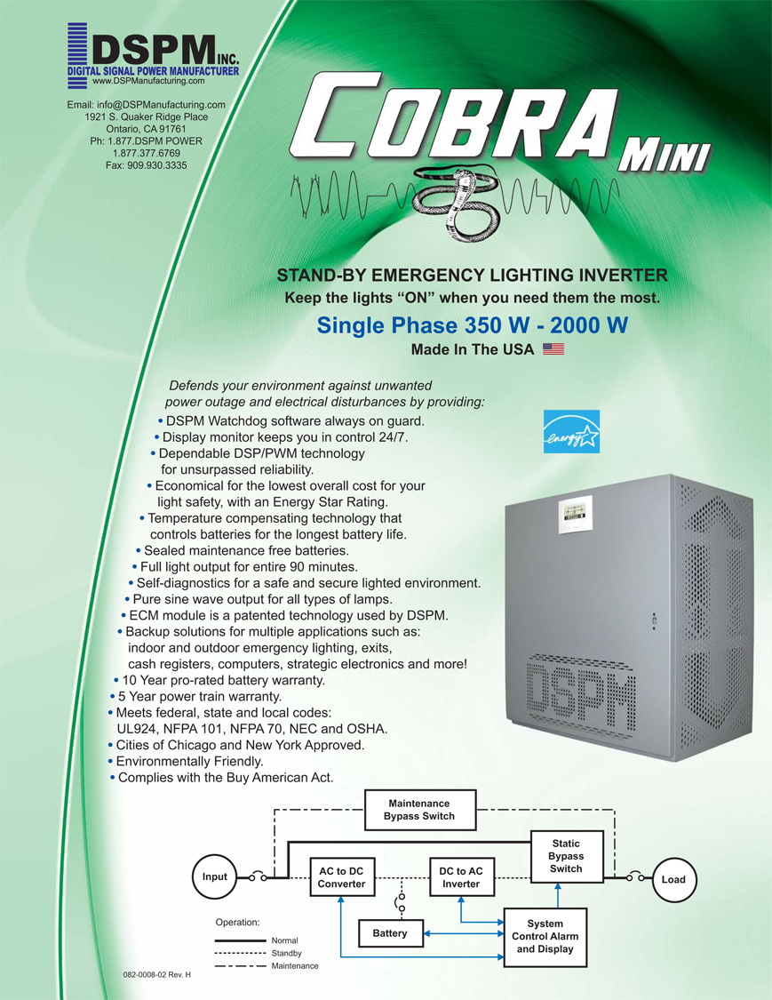 DSPM INC.
DIGITAL SIGNAL POWER MANUFACTURER
www.DSPManufacturing.com
Email: info@DSPManufacturing.com
1921 S. Quaker Ridge Place
Ontario, CA 91761
Ph: 1.877.DSPM POWER
1.877.377.6769
Fax: 909.930.3335
COBRA MINI
STAND-BY EMERGENCY LIGHTING INVERTER
Keep the lights “ON” when you need them the most.
Single Phase 350 W - 2000 W
Made In The USA
Defends your environment against unwanted
power outage and electrical disturbances by providing:
• DSPM Watchdog software always on guard.
• Display monitor keeps you in control 24/7.
• Dependable DSP/PWM technology
for unsurpassed reliability.
• Economical for the lowest overall cost for your
light safety, with an Energy Star Rating.
• Temperature compensating technology that
controls batteries for the longest battery life.
• Sealed maintenance free batteries.
• Full light output for entire 90 minutes.
• Self-diagnostics for a safe and secure lighted environment.
• Pure sine wave output for all types of lamps.
• ECM module is a patented technology used by DSPM.
• Backup solutions for multiple applications such as:
indoor and outdoor emergency lighting, exits,
cash registers, computers, strategic electronics and more!
• 10 Year pro-rated battery warranty.
• 5 Year power train warranty.
• Meets federal, state and local codes:
UL924, NFPA 101, NFPA 70, NEC and OSHA.
• Cities of Chicago and New York Approved.
• Environmentally Friendly.
• Complies with the Buy American Act.
energy
DSPM
Maintenance
Bypass Switch
Static
Bypass
Switch
Input
AC to DC
Converter
DC to AC
Inverter
Load
Battery
System
Control Alarm
and Display
Operation:
Normal
Standby
Maintenance
082-0008-02 Rev. H